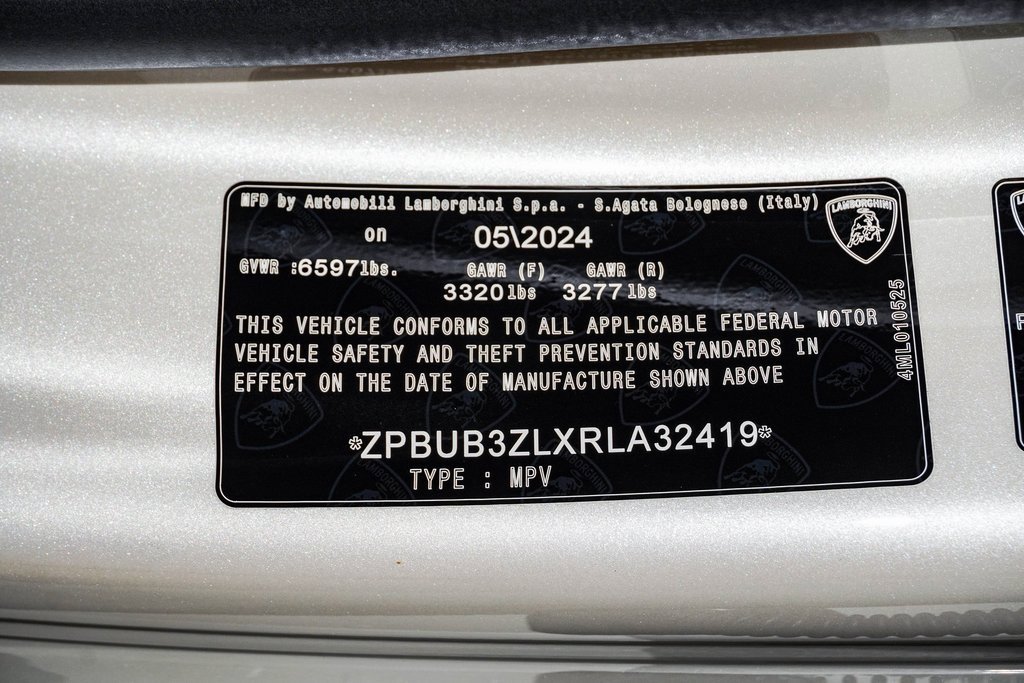 MFD by Automobili Lamborghini S.p.a. - S.Agata Bolognese (Italy)
LAMBORGHINI
on 05\2024
GVWR :6597lbs. GAWR (F) GAWR (R)
3320lbs 3277lbs
THIS VEHICLE CONFORMS TO ALL APPLICABLE FEDERAL MOTOR
VEHICLE SAFETY AND THEFT PREVENTION STANDARDS IN
EFFECT ON THE DATE OF MANUFACTURE SHOWN ABOVE
4ML010525
*ZPBUB3ZLXRLA32419*
TYPE : MPV